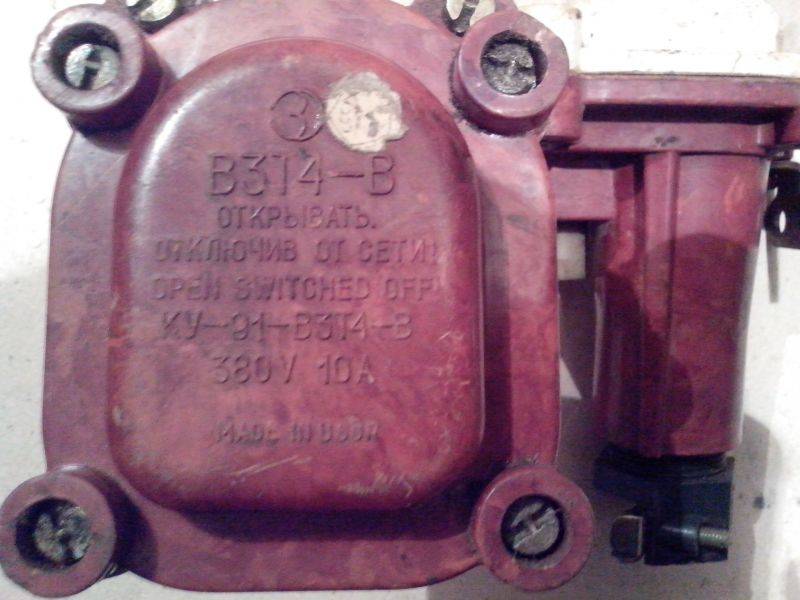 З
В3Т4-В
ОТКРЫВАТЬ,
ОТКЛЮЧИВ ОТ СЕТИ!
OPEN SWITCHED OFF
КУ-91-В3Т4-В
380V 10A
MADE IN USSR